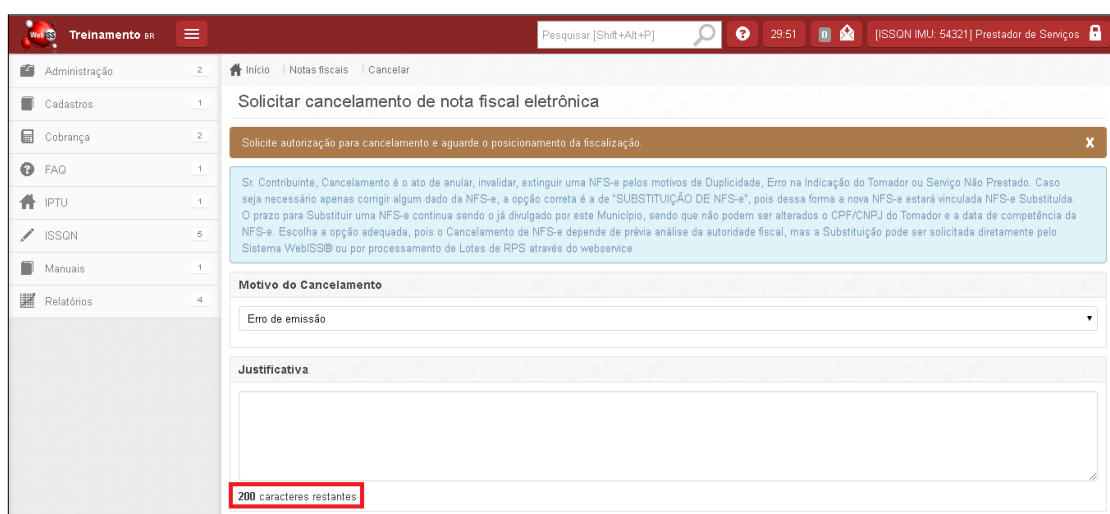 WebISS Treinamento BR Pesquisar [Shift+Alt+P] 29:51 0 [ISSQN IMU: 54321] Prestador de Serviços
Administração 2
Cadastros 1
Cobrança 2
FAQ 1
IPTU 1
ISSQN 5
Manuais 1
Relatórios 4
Início | Notas fiscais | Cancelar
Solicitar cancelamento de nota fiscal eletrônica
Solicite autorização para cancelamento e aguarde o posicionamento da fiscalização. X
Sr. Contribuinte, Cancelamento é o ato de anular, invalidar, extinguir uma NFS-e pelos motivos de Duplicidade, Erro na Indicação do Tomador ou Serviço Não Prestado. Caso
seja necessário apenas corrigir algum dado da NFS-e, a opção correta é a de "SUBSTITUIÇÃO DE NFS-e", pois dessa forma a nova NFS-e estará vinculada NFS-e Substituída.
O prazo para Substituir uma NFS-e continua sendo o já divulgado por este Município, sendo que não podem ser alterados o CPF/CNPJ do Tomador e a data de competência da
NFS-e. Escolha a opção adequada, pois o Cancelamento de NFS-e depende de prévia análise da autoridade fiscal, mas a Substituição pode ser solicitada diretamente pelo
Sistema WebISS® ou por processamento de Lotes de RPS através do webservice
Motivo do Cancelamento
Erro de emissão
Justificativa
200 caracteres restantes